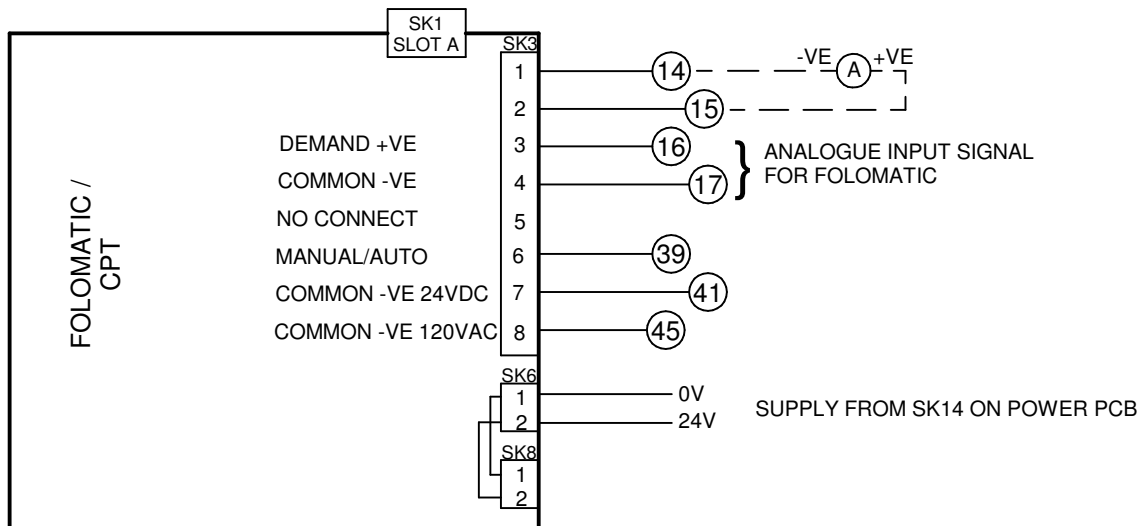 SK1
SLOT A
SK3
1
14
-VE
A
+VE
2
15
DEMAND +VE
3
16
COMMON -VE
4
17
}
ANALOGUE INPUT SIGNAL
FOR FOLOMATIC
NO CONNECT
5
MANUAL/AUTO
6
39
COMMON -VE 24VDC
7
41
COMMON -VE 120VAC
8
45
FOLOMATIC /
CPT
SK6
1
0V
2
24V
SUPPLY FROM SK14 ON POWER PCB
SK8
1
2